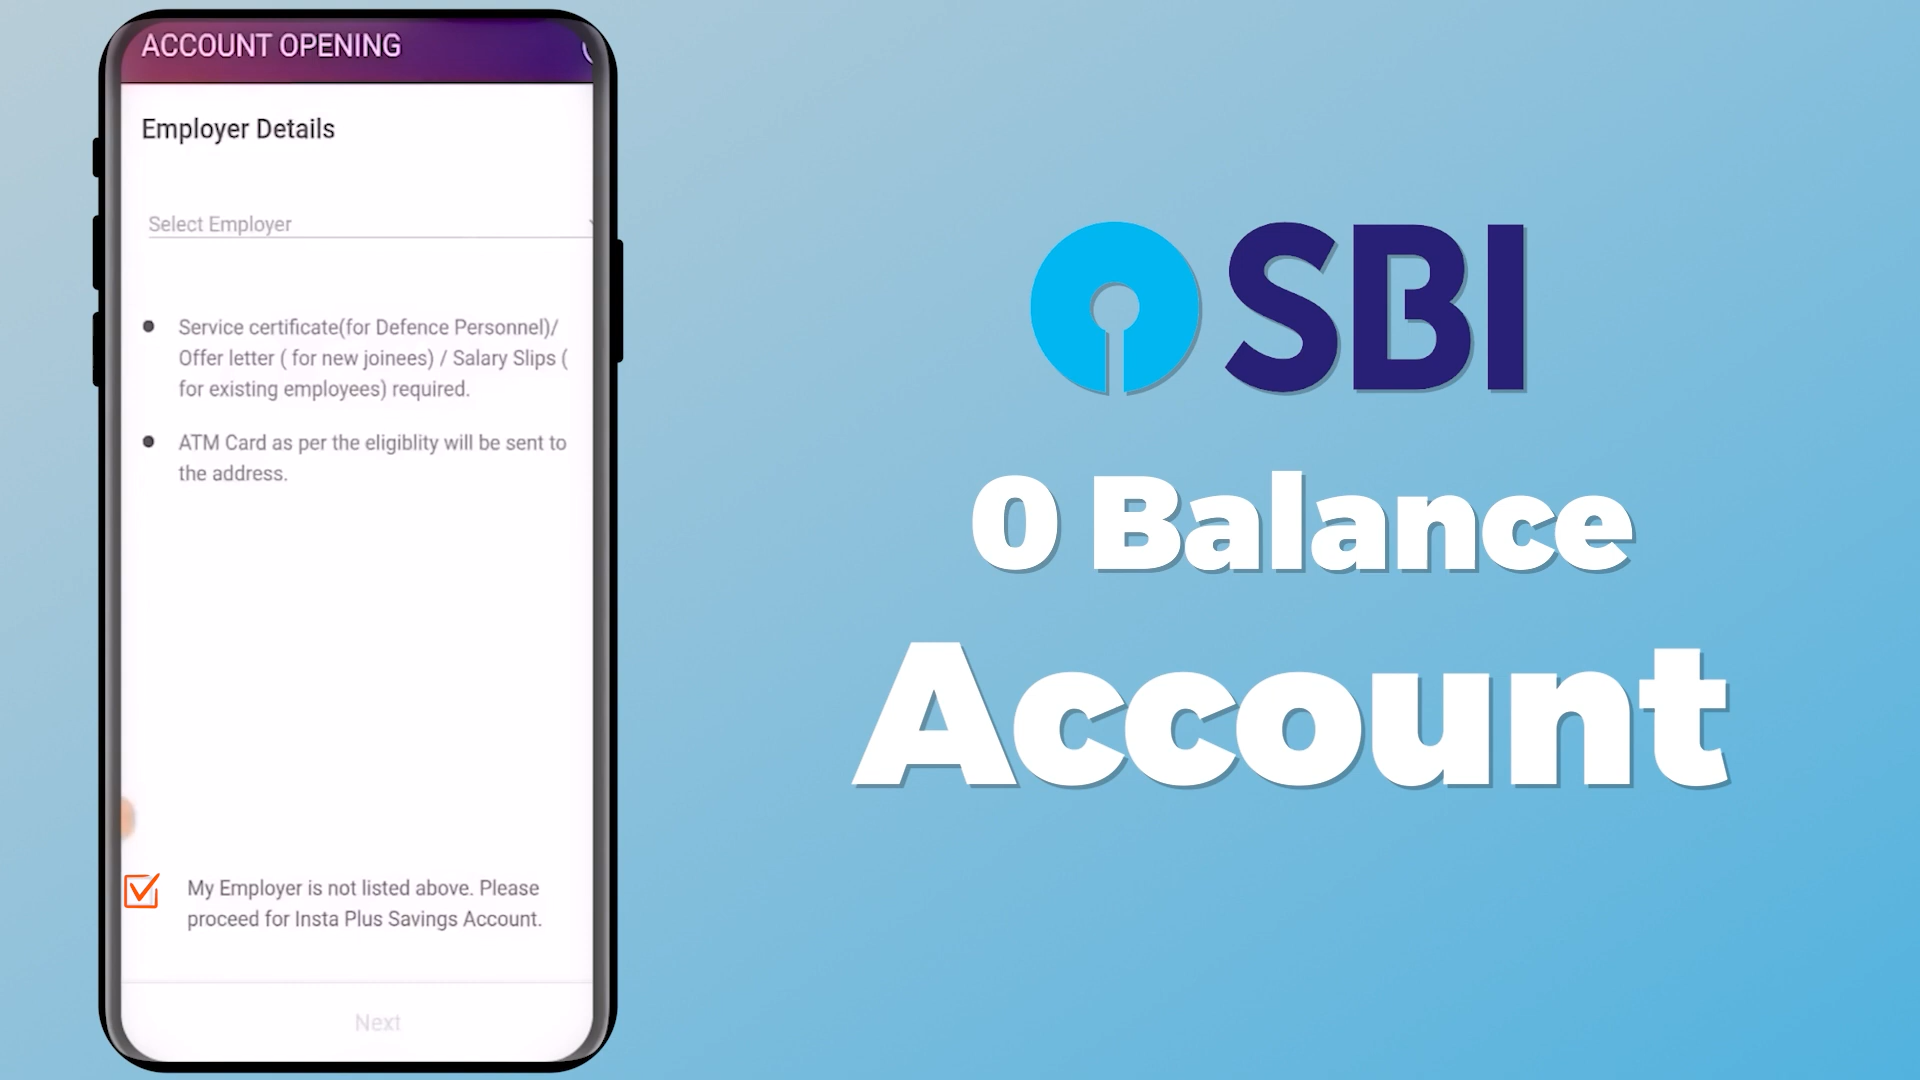 ACCOUNT OPENING
Employer Details
Select Employer
Service certificate(for Defence Personnel)/
Offer letter ( for new joinees) / Salary Slips (
for existing employees) required.
ATM Card as per the eligiblity will be sent to
the address.
My Employer is not listed above. Please
proceed for Insta Plus Savings Account.
Next
SBI
0 Balance
Account